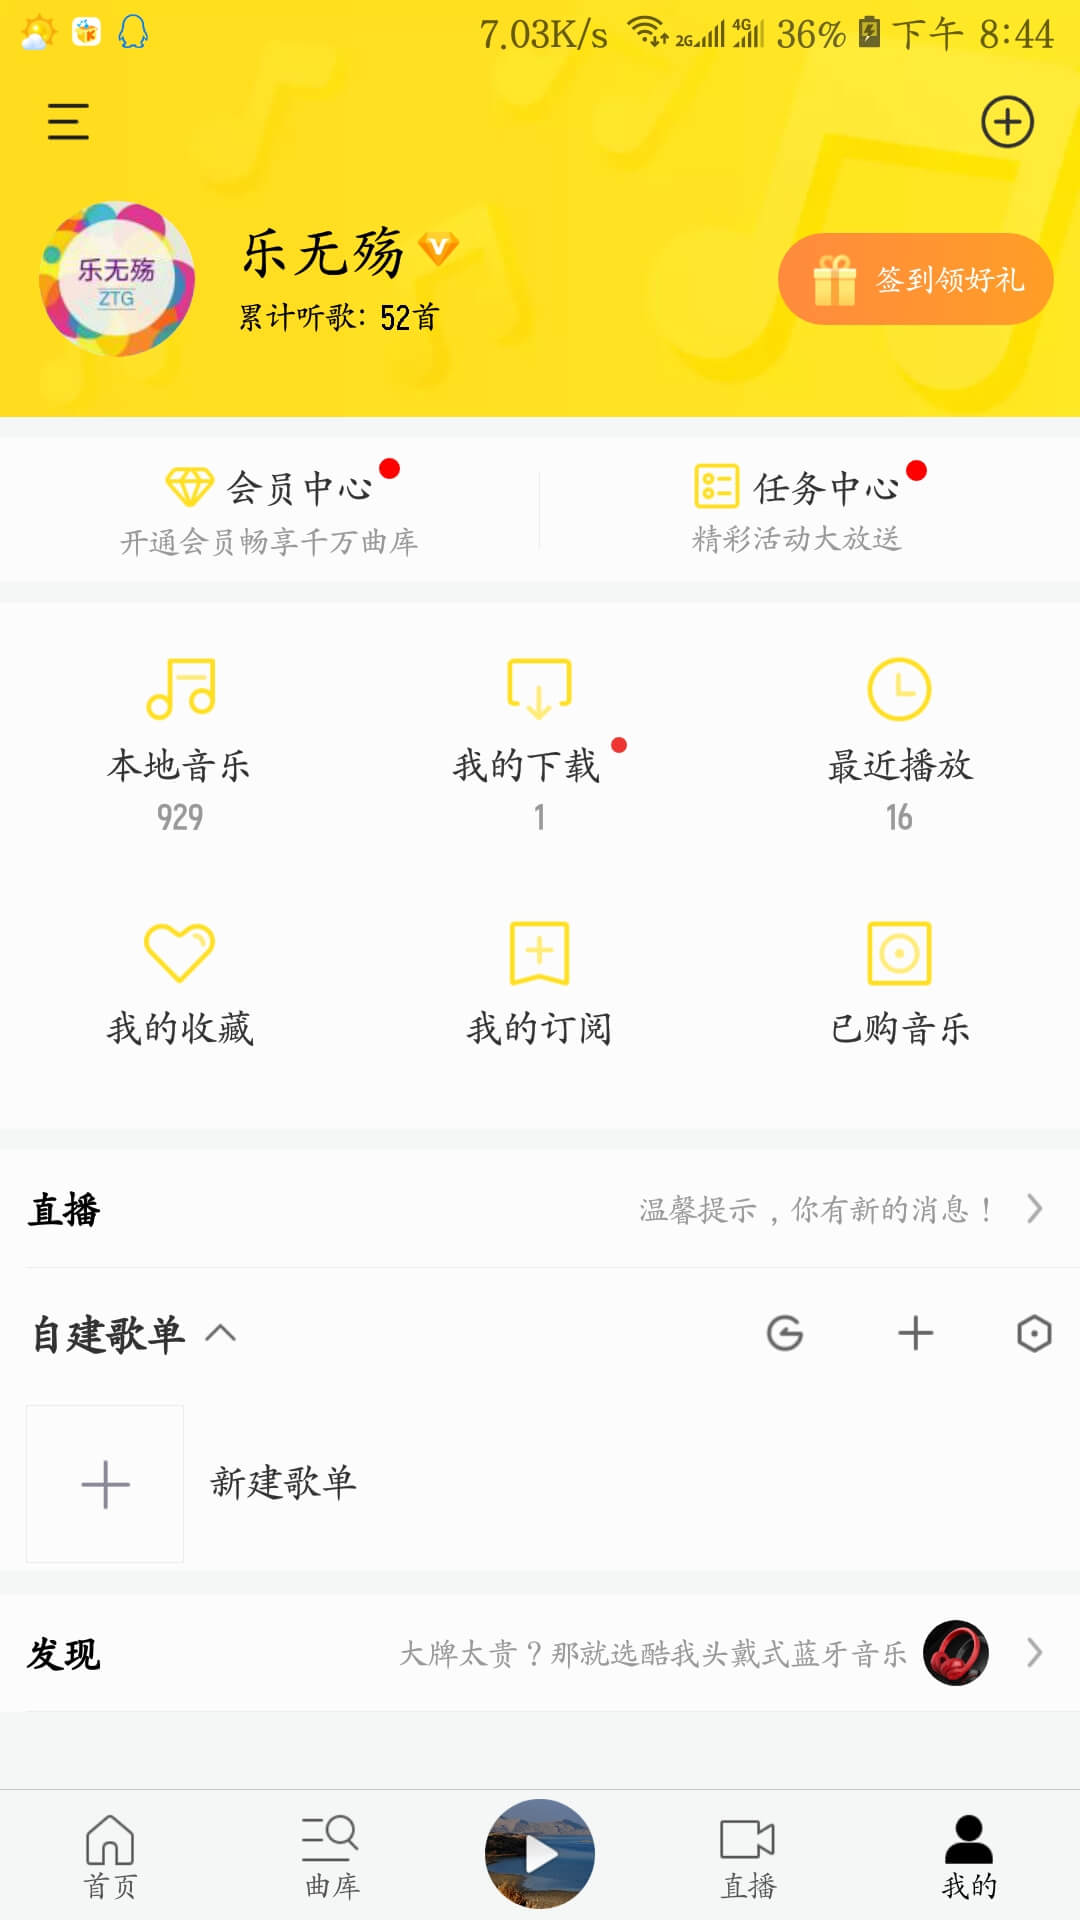 7.03K/s 2G 4G 36% 下午 8:44
乐无殇
ZTG
乐无殇 V
累计听歌：52首
签到领好礼
会员中心
开通会员畅享千万曲库
任务中心
精彩活动大放送
本地音乐
929
我的下载
1
最近播放
16
我的收藏
我的订阅
已购音乐
直播
温馨提示，你有新的消息！
自建歌单
新建歌单
发现
大牌太贵？那就选酷我头戴式蓝牙音乐
首页
曲库
直播
我的